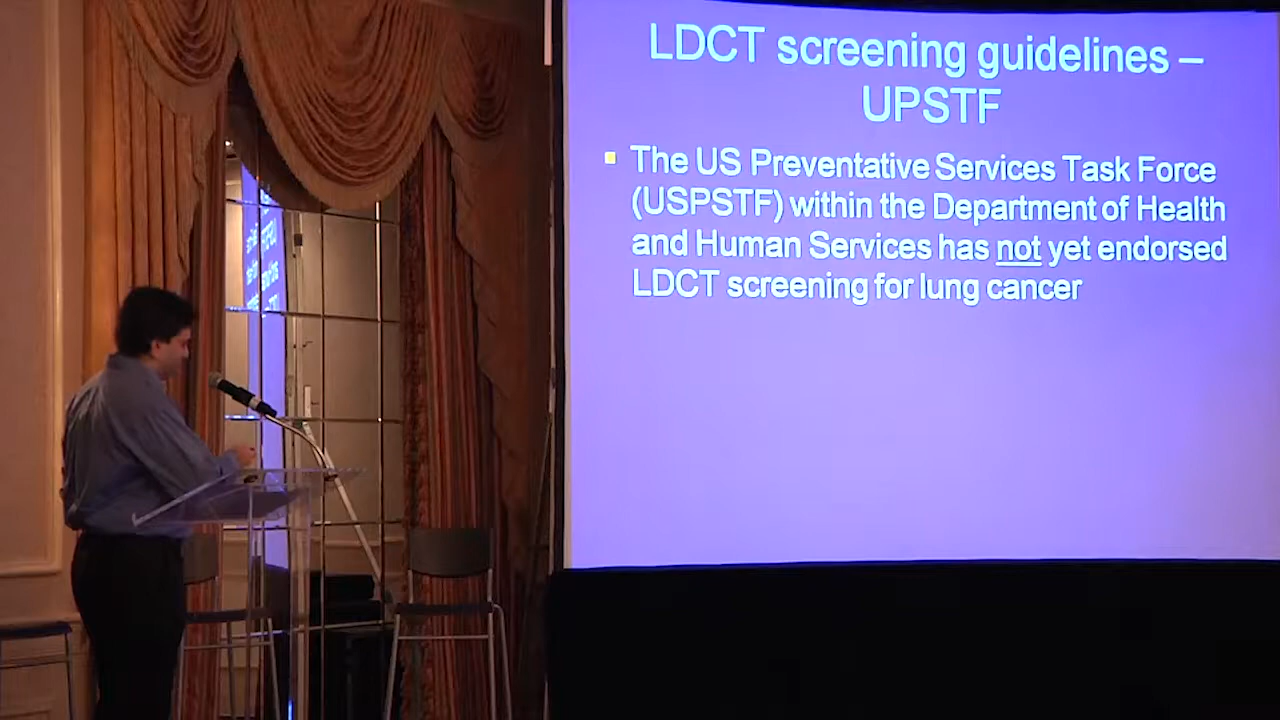 LDCT screening guidelines –
UPSTF
The US Preventative Services Task Force
(USPSTF) within the Department of Health
and Human Services has not yet endorsed
LDCT screening for lung cancer